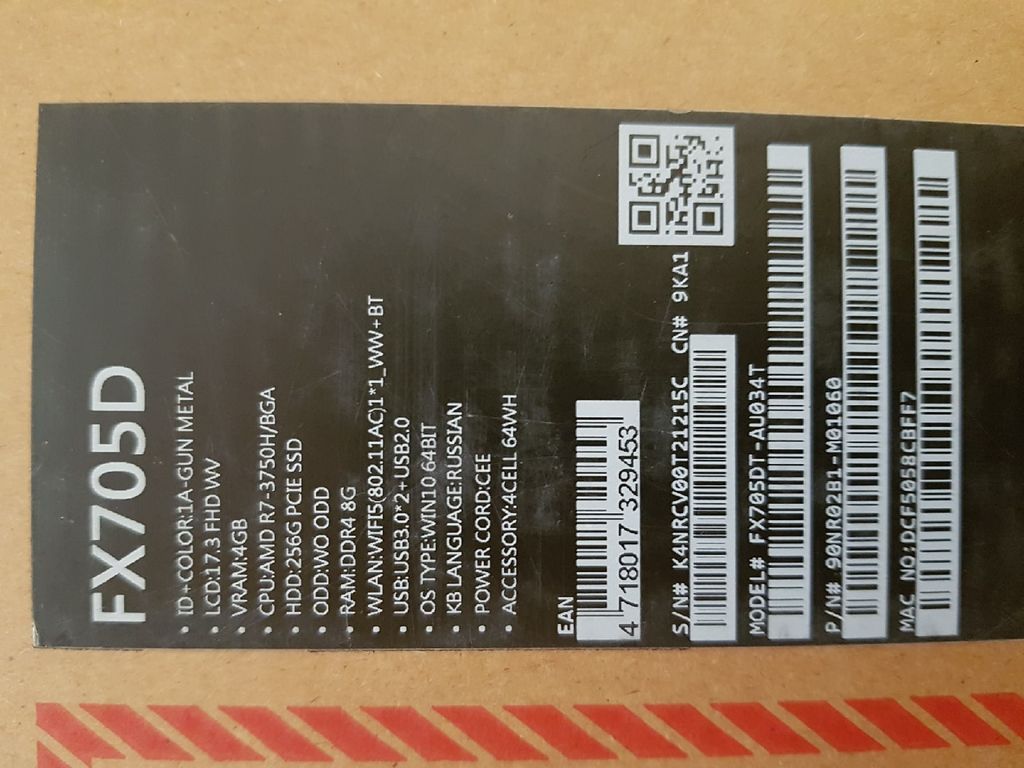 FX705D
• ID+COLOR:1A-GUN METAL
• LCD:17.3 FHD WV
• VRAM:4GB
• CPU:AMD R7-3750H/BGA
• HDD:256G PCIE SSD
• ODD:WO ODD
• RAM:DDR4 8G
• WLAN:WIFI5(802.11AC)1*1_WW+BT
• USB:USB3.0*2+USB2.0
• OS TYPE:WIN10 64BIT
• KB LANGUAGE:RUSSIAN
• POWER CORD:CEE
• ACCESSORY:4CELL 64WH
EAN
4 718017 329453
S/N# K4NRCV00T21215C CN# 9KA1
MODEL# FX705DT-AU034T
P/N# 90NR02B1-M01060
MAC NO:DCF5058CBFF7